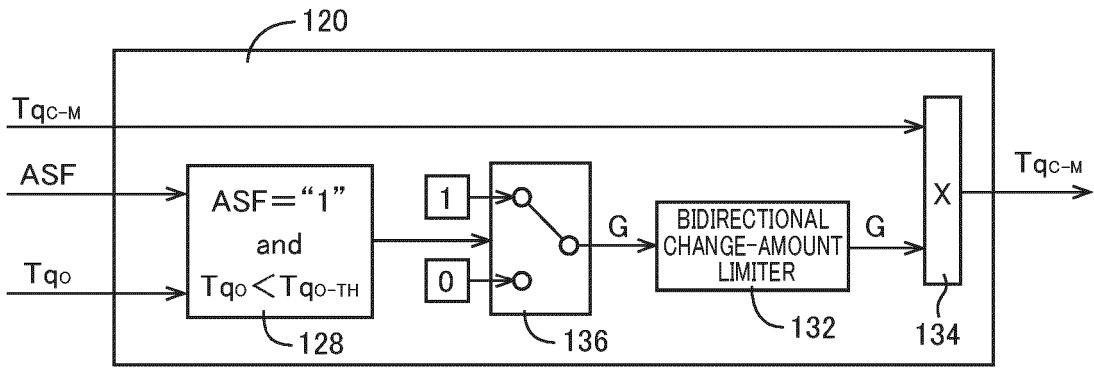 120
TqC-M
ASF
TqO
ASF="1"
and
TqO<TqO-TH
128
1
0
136
G
BIDIRECTIONAL
CHANGE-AMOUNT
LIMITER
132
G
X
134
TqC-M